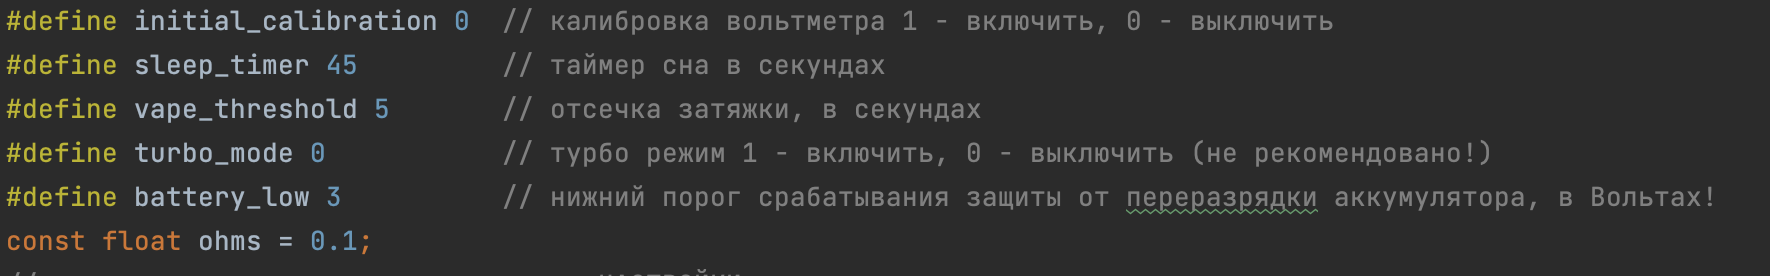 #define initial_calibration 0  // калибровка вольтметра 1 - включить, 0 - выключить
#define sleep_timer 45         // таймер сна в секундах
#define vape_threshold 5       // отсечка затяжки, в секундах
#define turbo_mode 0           // турбо режим 1 - включить, 0 - выключить (не рекомендовано!)
#define battery_low 3          // нижний порог срабатывания защиты от переразрядки аккумулятора, в Вольтах!
const float ohms = 0.1;